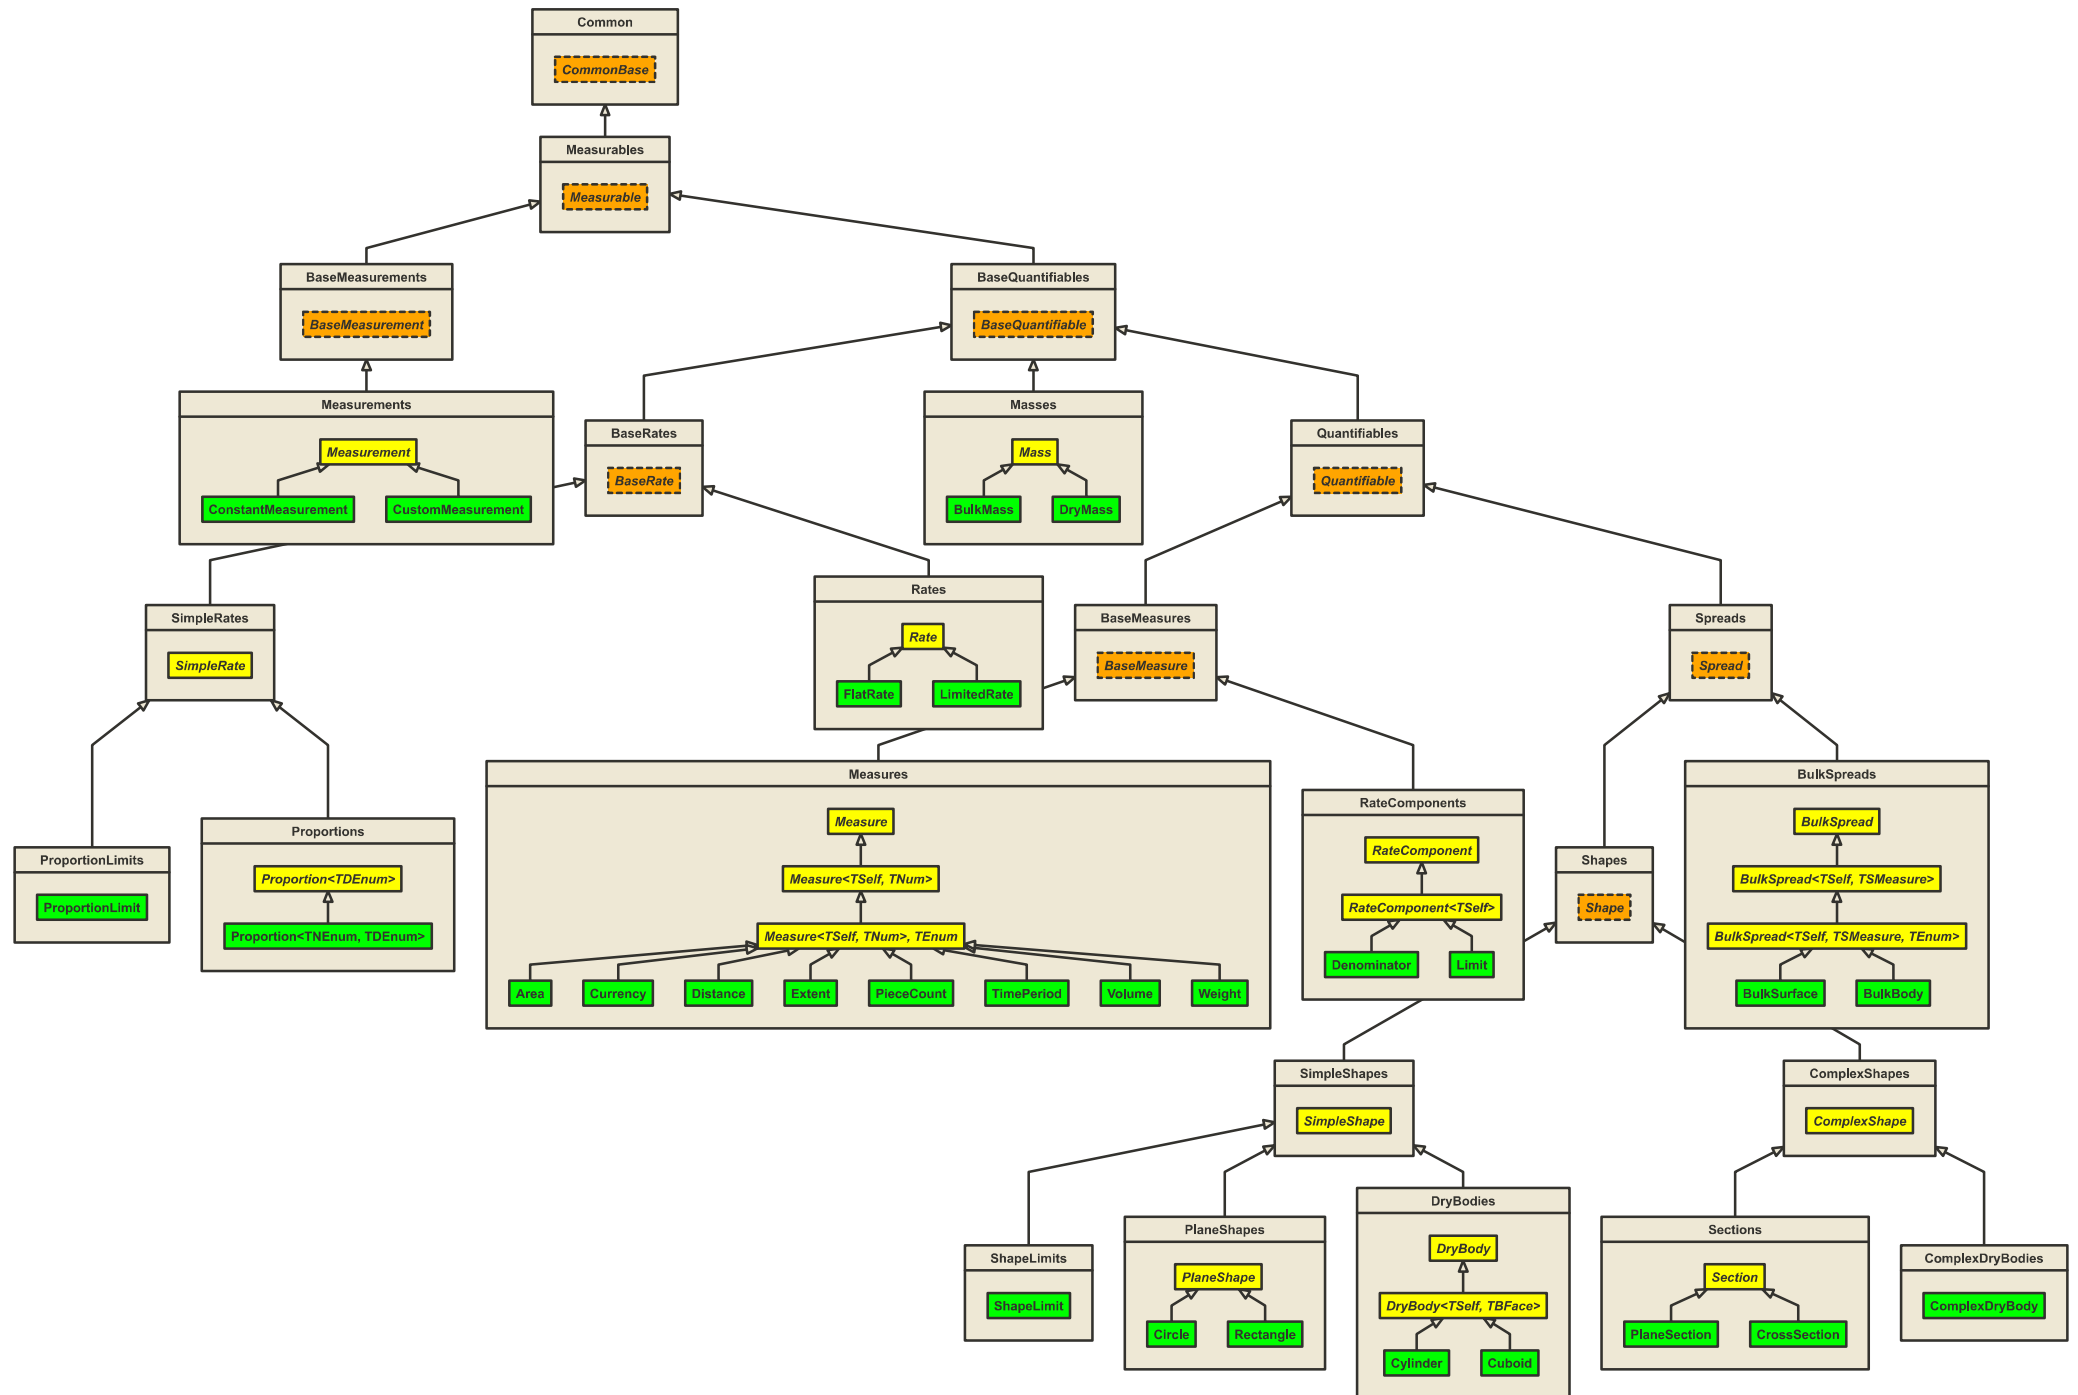 Common
CommonBase
Measurables
Measurable
BaseMeasurements
BaseMeasurement
BaseQuantifiables
BaseQuantifiable
Measurements
Measurement
ConstantMeasurement
CustomMeasurement
BaseRates
BaseRate
Masses
Mass
BulkMass
DryMass
Quantifiables
Quantifiable
SimpleRates
SimpleRate
Rates
Rate
FlatRate
LimitedRate
BaseMeasures
BaseMeasure
Spreads
Spread
ProportionLimits
ProportionLimit
Proportions
Proportion<TDEnum>
Proportion<TNEnum, TDEnum>
Measures
Measure
Measure<TSelf, TNum>
Measure<TSelf, TNum>, TEnum
Area
Currency
Distance
Extent
PieceCount
TimePeriod
Volume
Weight
RateComponents
RateComponent
RateComponent<TSelf>
Denominator
Limit
Shapes
Shape
BulkSpreads
BulkSpread
BulkSpread<TSelf, TSMeasure>
BulkSpread<TSelf, TSMeasure, TEnum>
BulkSurface
BulkBody
SimpleShapes
SimpleShape
ComplexShapes
ComplexShape
ShapeLimits
ShapeLimit
PlaneShapes
PlaneShape
Circle
Rectangle
DryBodies
DryBody
DryBody<TSelf, TBFace>
Cylinder
Cuboid
Sections
Section
PlaneSection
CrossSection
ComplexDryBodies
ComplexDryBody